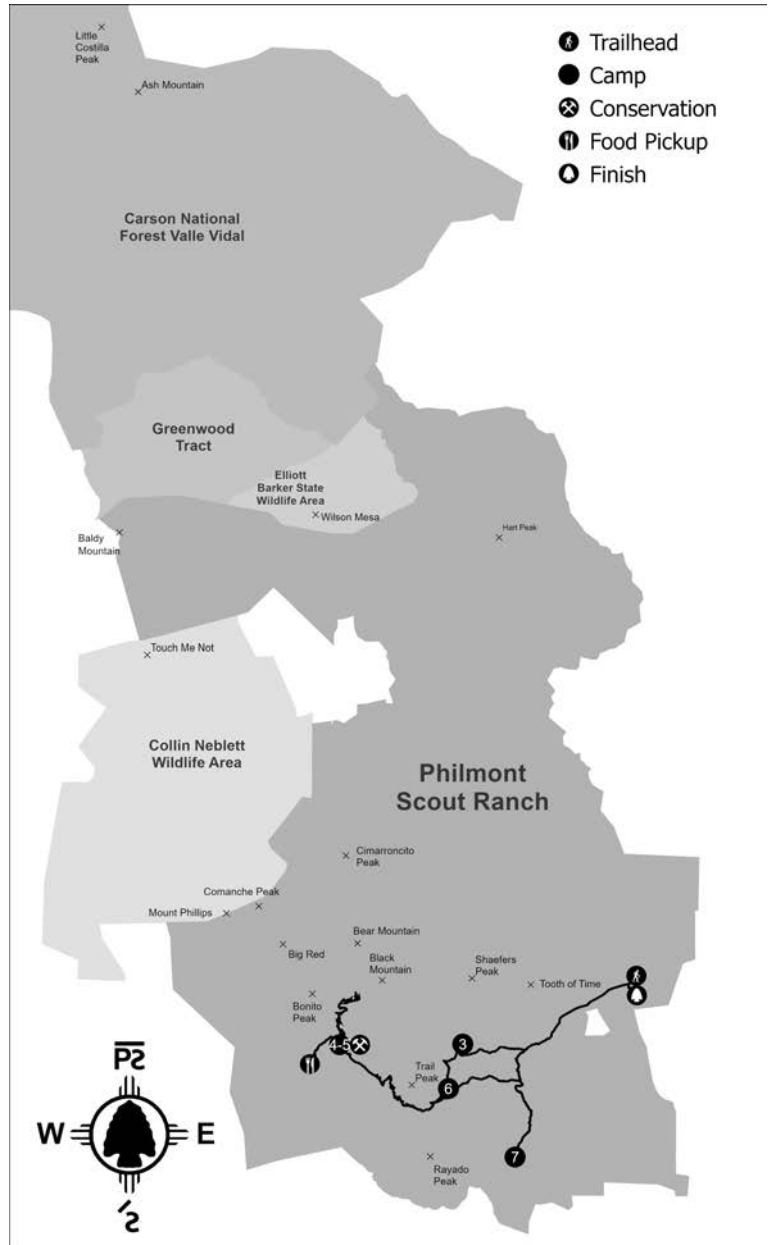 Little
Costilla
Peak
Ash Mountain
Trailhead
Camp
Conservation
Food Pickup
Finish
Carson National
Forest Valle Vidal
Greenwood
Tract
Elliott
Barker State
Wildlife Area
Wilson Mesa
Hart Peak
Baldy
Mountain
Touch Me Not
Collin Neblett
Wildlife Area
Philmont
Scout Ranch
Cimarroncito
Peak
Comanche Peak
Mount Phillips
Bear Mountain
Big Red
Black
Mountain
Shaefers
Peak
Tooth of Time
Bonito
Peak
4-5
3
Trail
Peak
6
7
Rayado
Peak
W
E